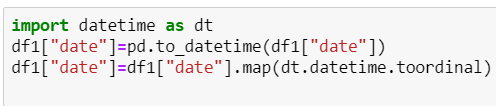 import datetime as dt
df1["date"]=pd.to_datetime(df1["date"])
df1["date"]=df1["date"].map(dt.datetime.toordinal)